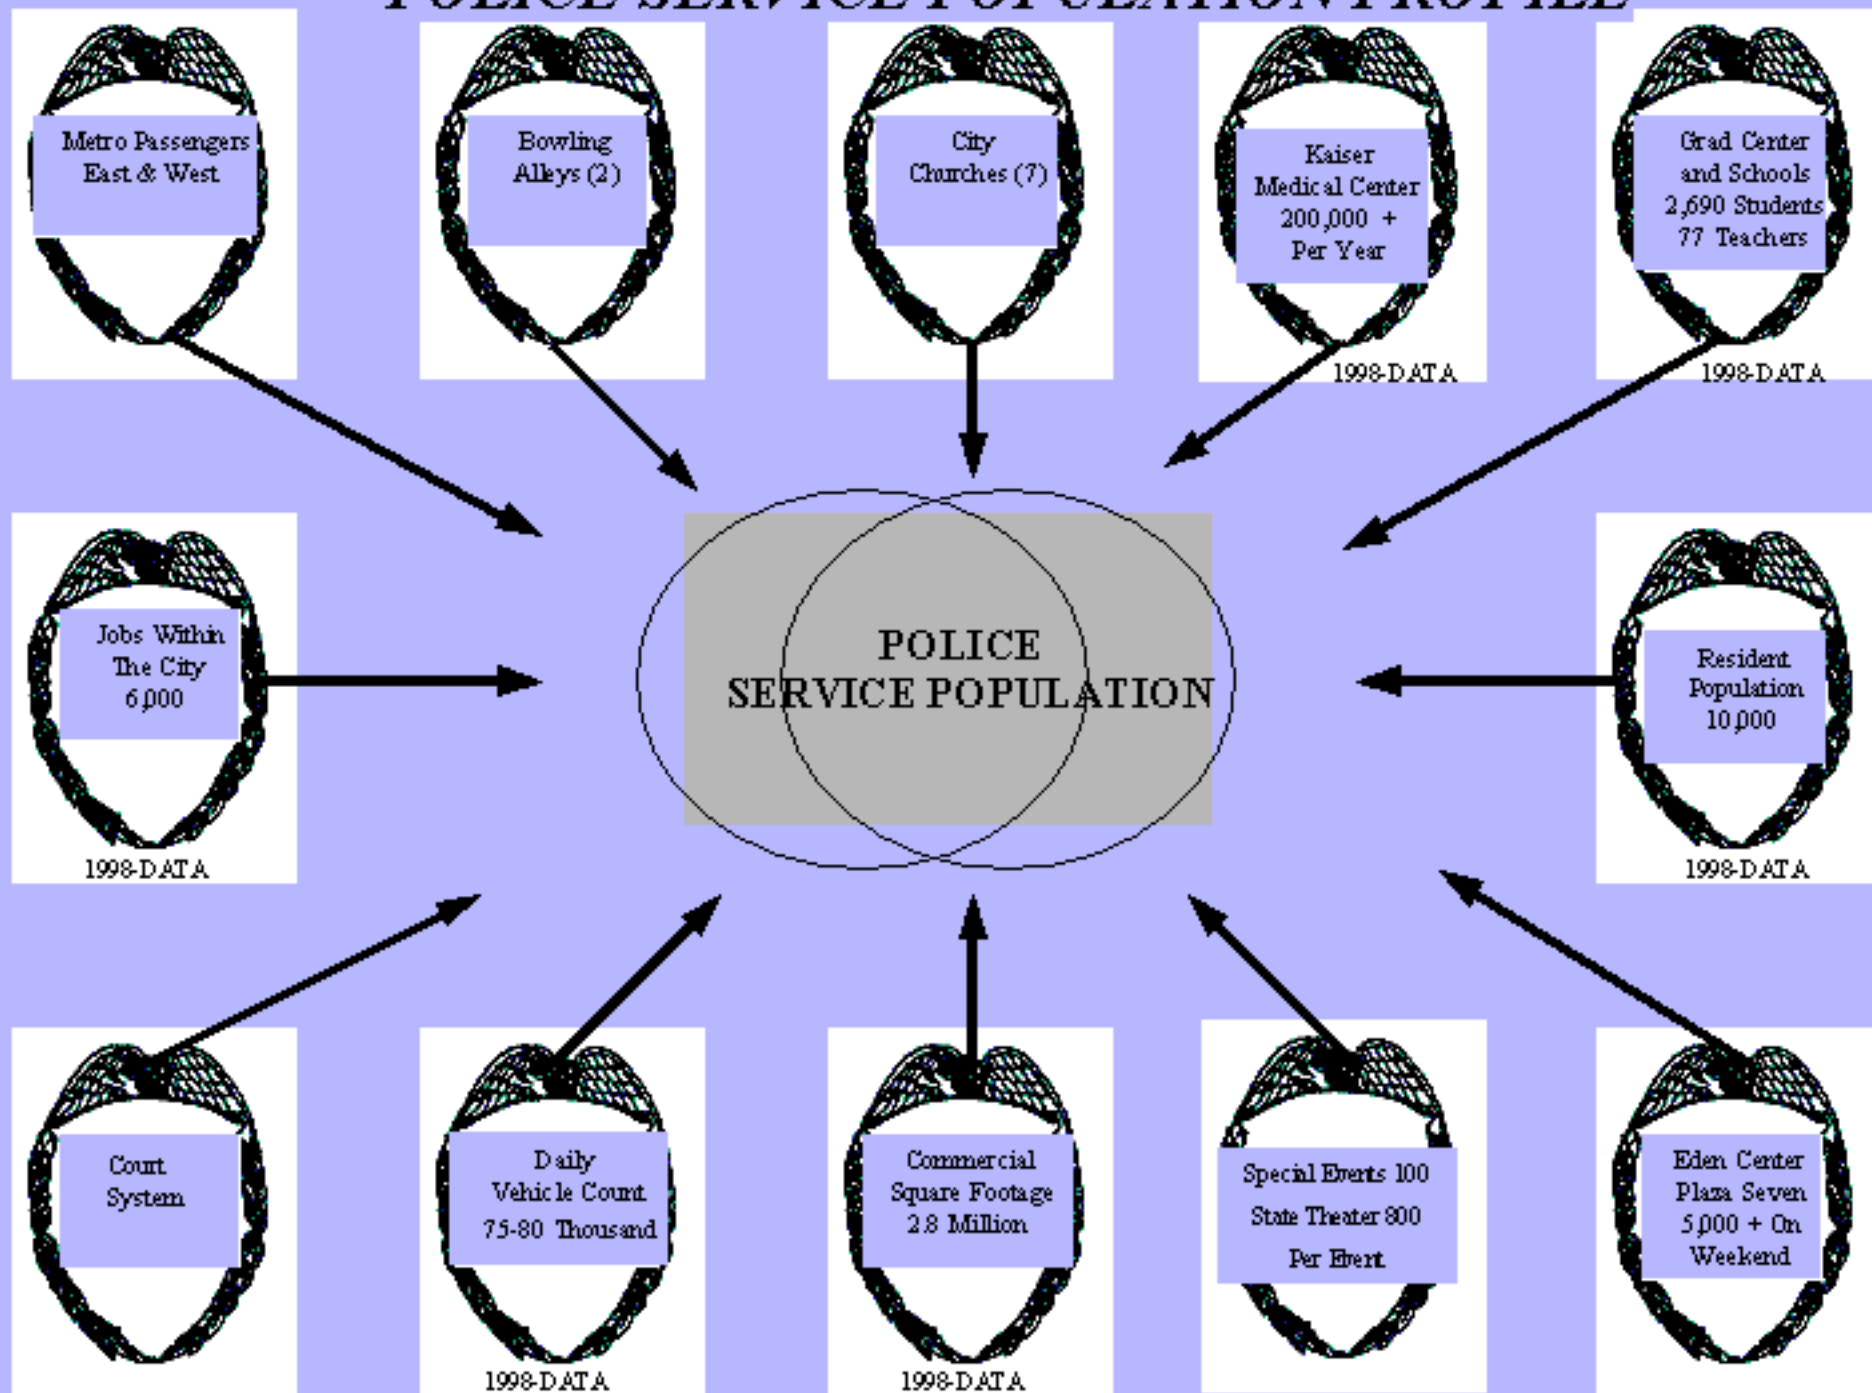 POLICE SERVICE POPULATION PROFILE
Metro Passengers
East & West
Bowling
Alleys (2)
City
Churches (7)
Kaiser
Medical Center
200,000 +
Per Year
1998-DATA
Grad Center
and Schools
2,690 Students
77 Teachers
1998-DATA
Jobs Within
The City
6,000
1998-DATA
POLICE
SERVICE POPULATION
Resident
Population
10,000
1998-DATA
Court
System
Daily
Vehicle Count
75-80 Thousand
1998-DATA
Commercial
Square Footage
2.8 Million
1998-DATA
Special Events 100
State Theater 800
Per Event
Eden Center
Plaza Seven
5,000 + On
Weekend